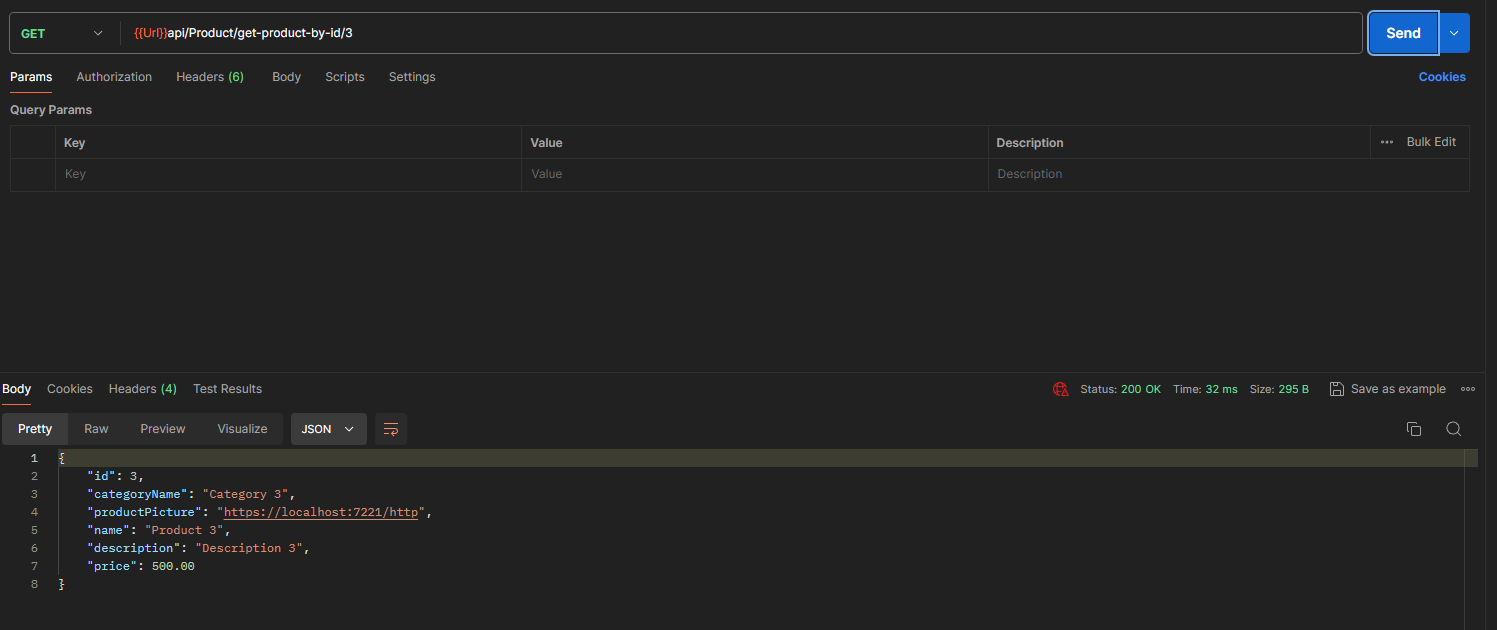 GET {{Url}}api/Product/get-product-by-id/3 Send
Params Authorization Headers (6) Body Scripts Settings Cookies
Query Params
Key Value Description ••• Bulk Edit
Key Value Description
Body Cookies Headers (4) Test Results Status: 200 OK Time: 32 ms Size: 295 B Save as example
Pretty Raw Preview Visualize JSON
1 {
2 "id": 3,
3 "categoryName": "Category 3",
4 "productPicture": "https://localhost:7221/http",
5 "name": "Product 3",
6 "description": "Description 3",
7 "price": 500.00
8 }